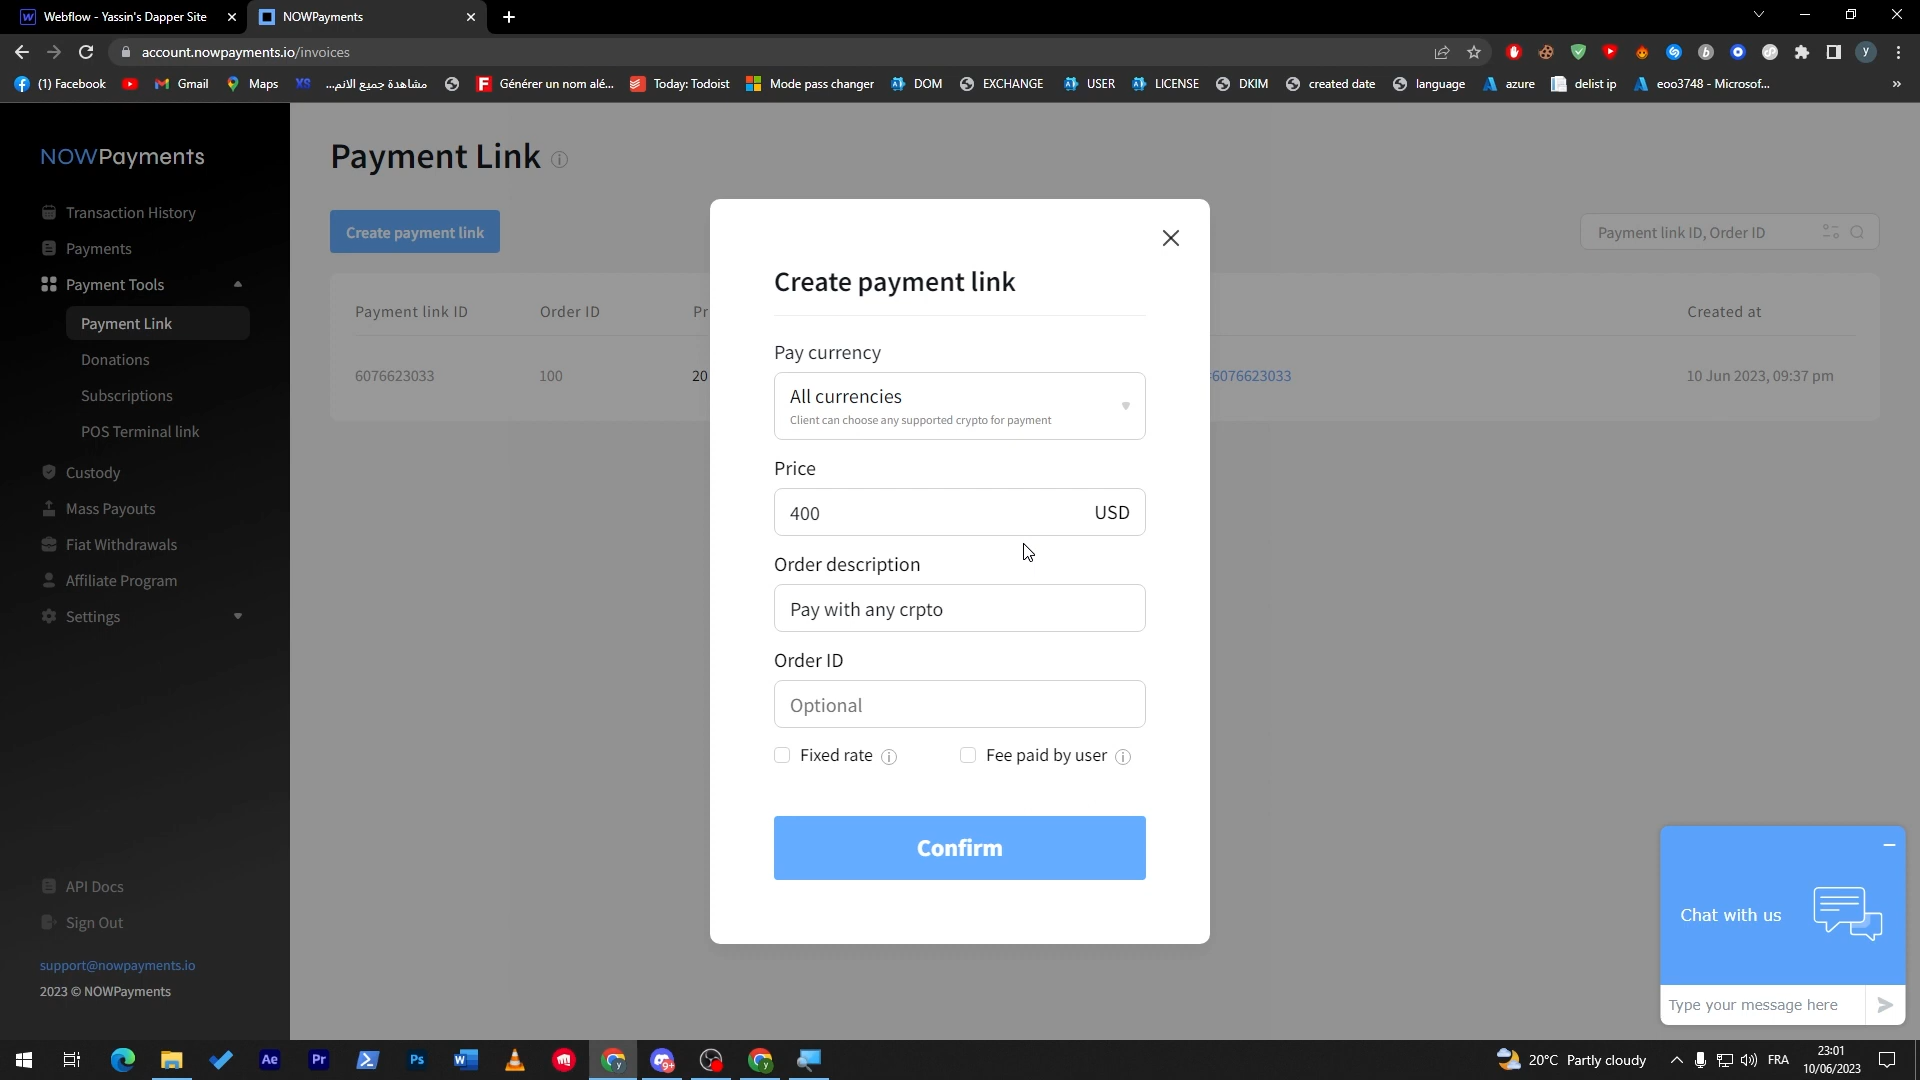 Webflow - Yassin's Dapper Site
NOWPayments
account.nowpayments.io/invoices
(1) Facebook
Gmail
Maps
مشاهدة جميع الانم...
Générer un nom alé...
Today: Todoist
Mode pass changer
DOM
EXCHANGE
USER
LICENSE
DKIM
created date
language
azure
delist ip
eoo3748 - Microsof...
»
NOWPayments
Transaction History
Payments
Payment Tools
Payment Link
Donations
Subscriptions
POS Terminal link
Custody
Mass Payouts
Fiat Withdrawals
Affiliate Program
Settings
API Docs
Sign Out
support@nowpayments.io
2023 © NOWPayments
Payment Link
Create payment link
Payment link ID, Order ID
Payment link ID Order ID Pr Created at
6076623033 100 20 6076623033 10 Jun 2023, 09:37 pm
Create payment link
Pay currency
All currencies
Client can choose any supported crypto for payment
Price
400 USD
Order description
Pay with any crpto
Order ID
Optional
Fixed rate
Fee paid by user
Confirm
Chat with us
Type your message here
Ae
Pr
Ps
9+
20°C Partly cloudy
FRA
23:01
10/06/2023